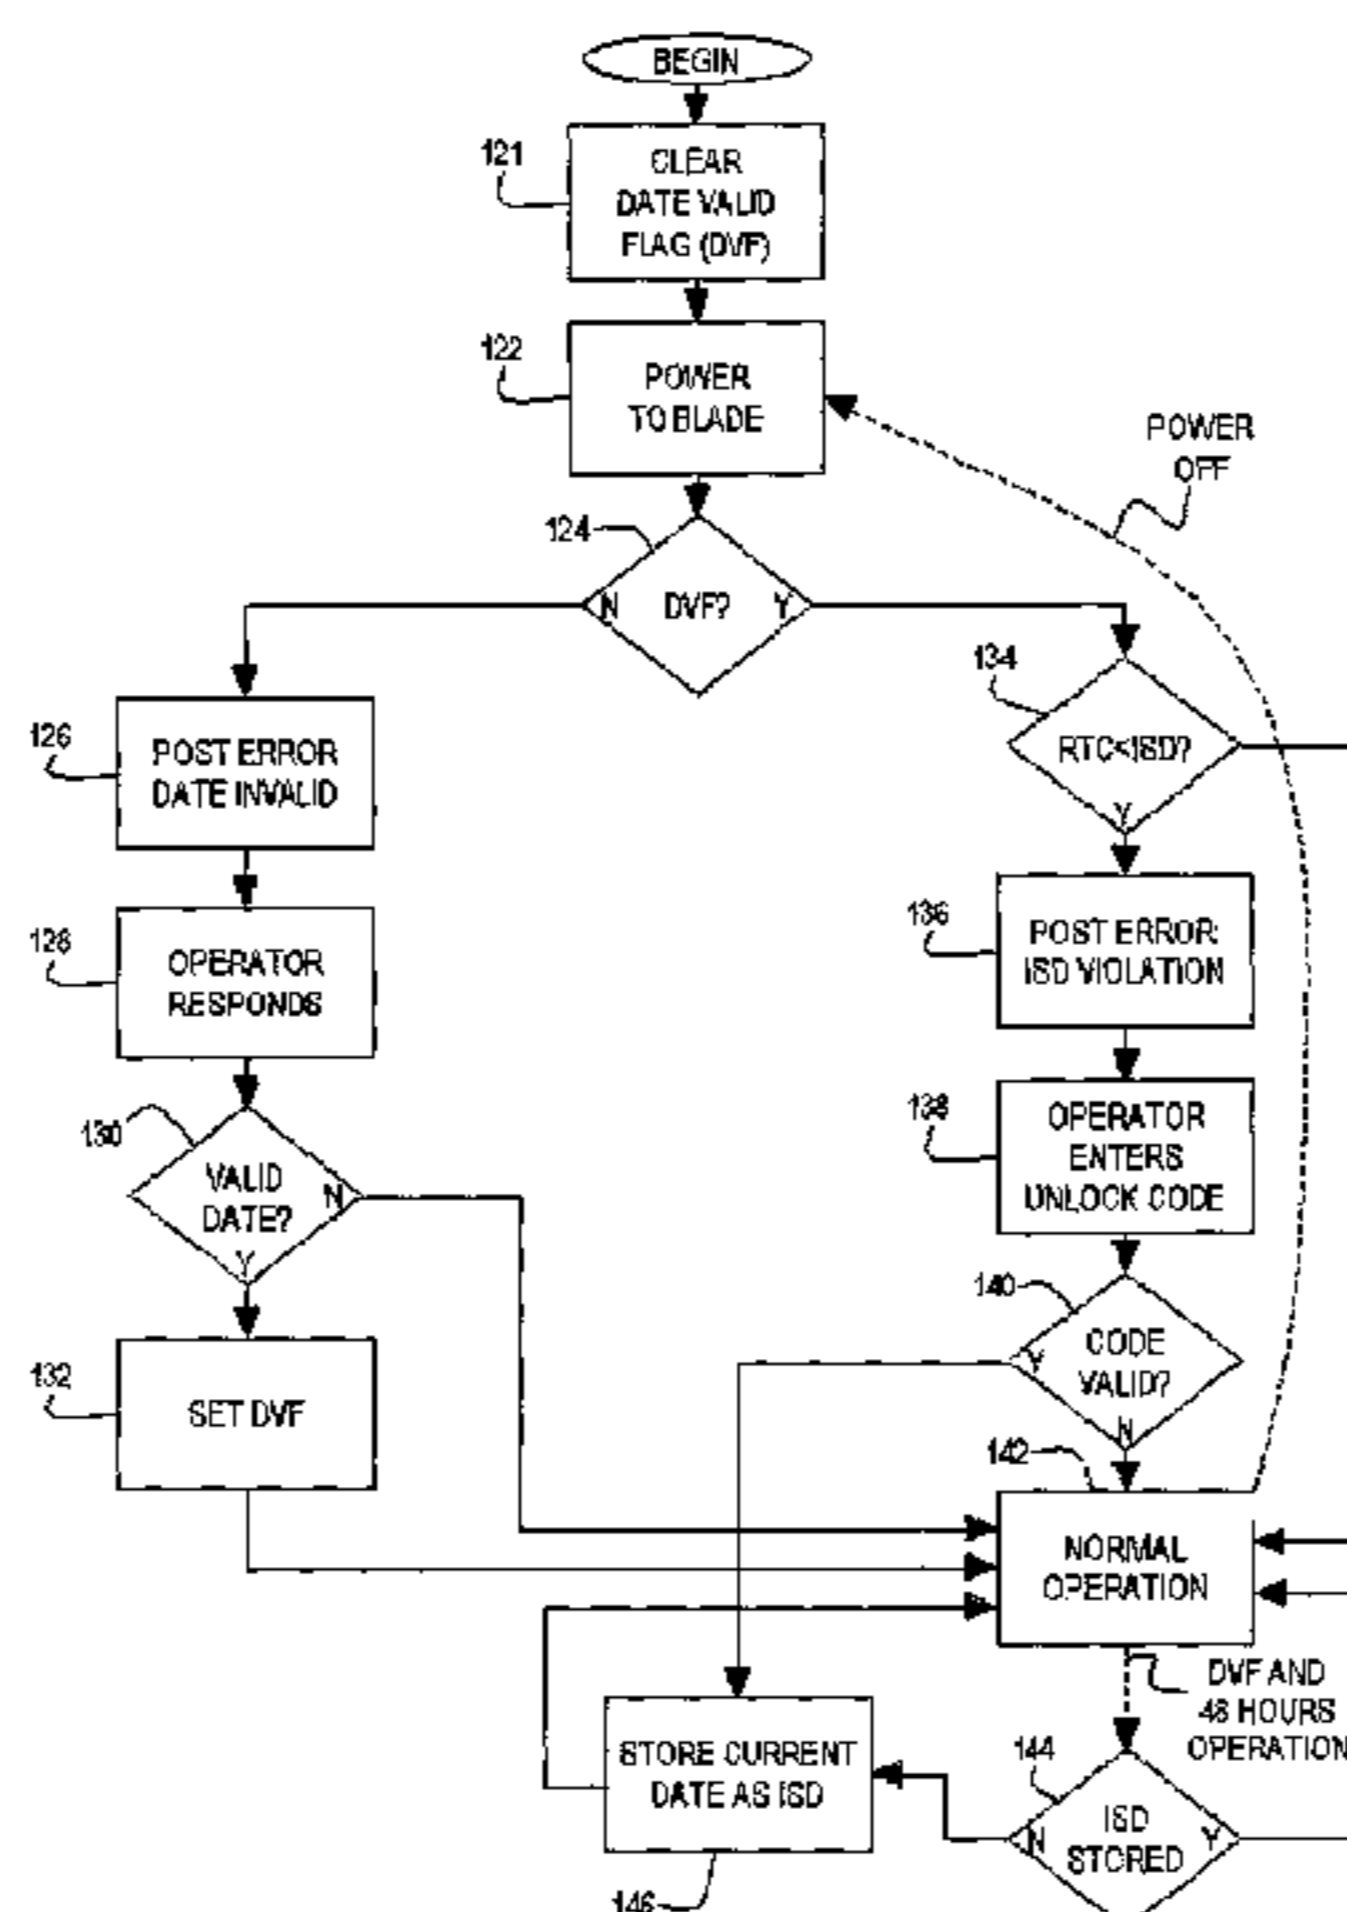 BEGIN
121
CLEAR
DATE VALID
FLAG (DVF)
122
POWER
TO BLADE
POWER
OFF
124
N
DVF?
Y
134
RTC<ISD?
Y
126
POST ERROR
DATE INVALID
136
POST ERROR:
ISD VIOLATION
128
OPERATOR
RESPONDS
138
OPERATOR
ENTERS
UNLOCK CODE
130
VALID
DATE?
N
Y
140
CODE
VALID?
Y
N
132
SET DVF
142
NORMAL
OPERATION
DVF AND
48 HOURS
OPERATION
STORE CURRENT
DATE AS ISD
144
ISD
STORED
N
Y
146